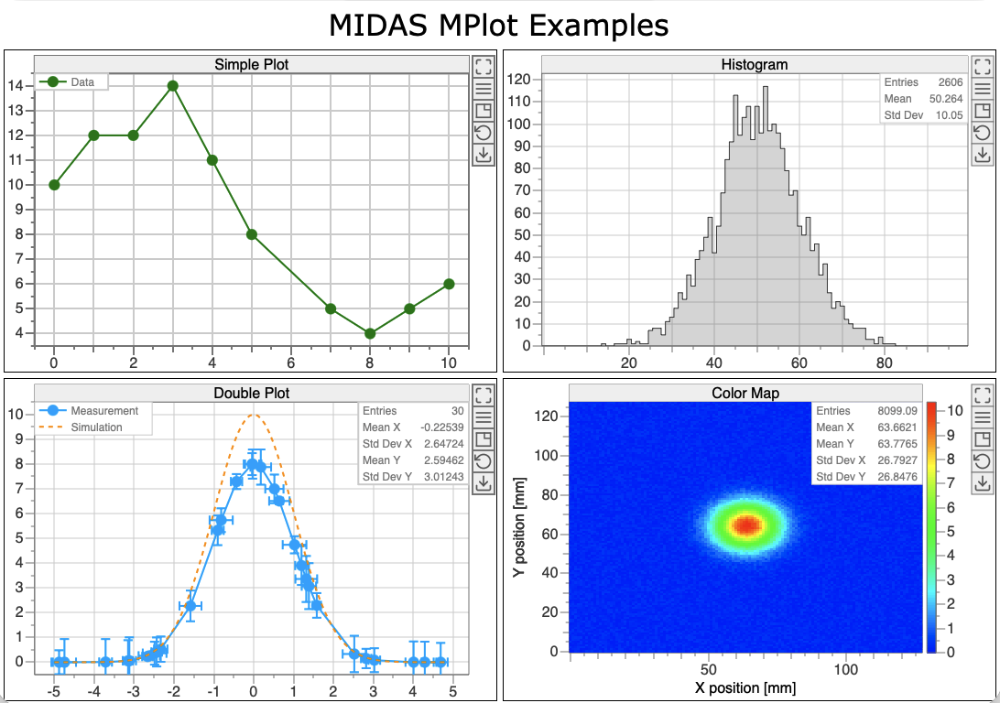 MIDAS MPlot Examples
Simple Plot
Data
14
13
12
11
10
9
8
7
6
5
4
0 2 4 6 8 10
Histogram
Entries 2606
Mean 50.264
Std Dev 10.05
120
110
100
90
80
70
60
50
40
30
20
10
0
20 40 60 80
Double Plot
Measurement
Simulation
Entries 30
Mean X -0.22539
Std Dev X 2.64724
Mean Y 2.59462
Std Dev Y 3.01243
10
9
8
7
6
5
4
3
2
1
0
-5 -4 -3 -2 -1 0 1 2 3 4 5
Color Map
Entries 8099.09
Mean X 63.6621
Mean Y 63.7765
Std Dev X 26.7927
Std Dev Y 26.8476
Y position [mm]
120
100
80
60
40
20
0
50 100
X position [mm]
10
9
8
7
6
5
4
3
2
1
0